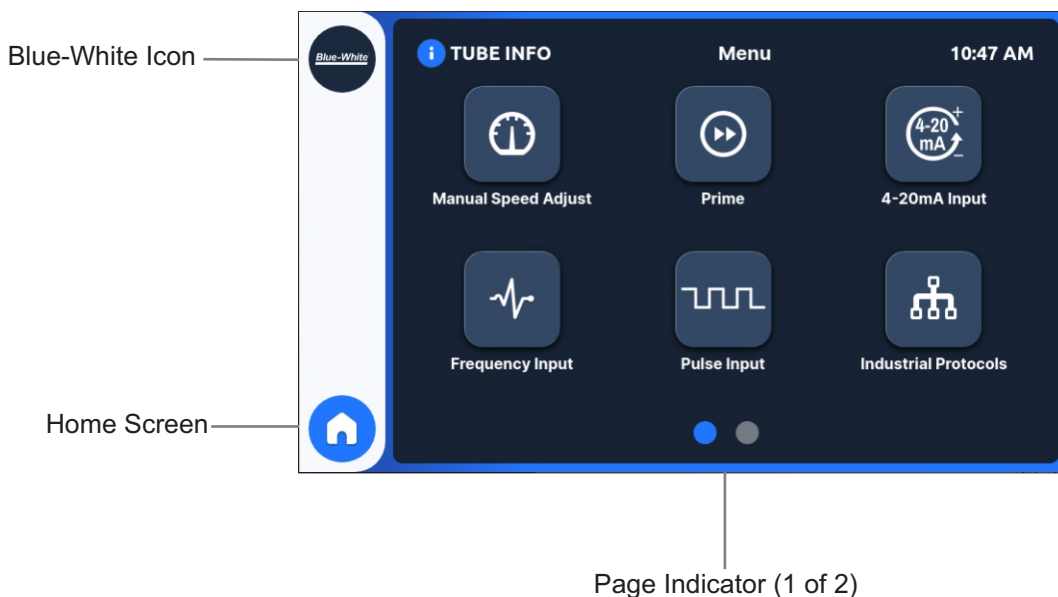 Blue-White Icon
Blue-White
TUBE INFO Menu 10:47 AM
4-20
mA
Manual Speed Adjust Prime 4-20mA Input
Frequency Input Pulse Input Industrial Protocols
Home Screen
Page Indicator (1 of 2)